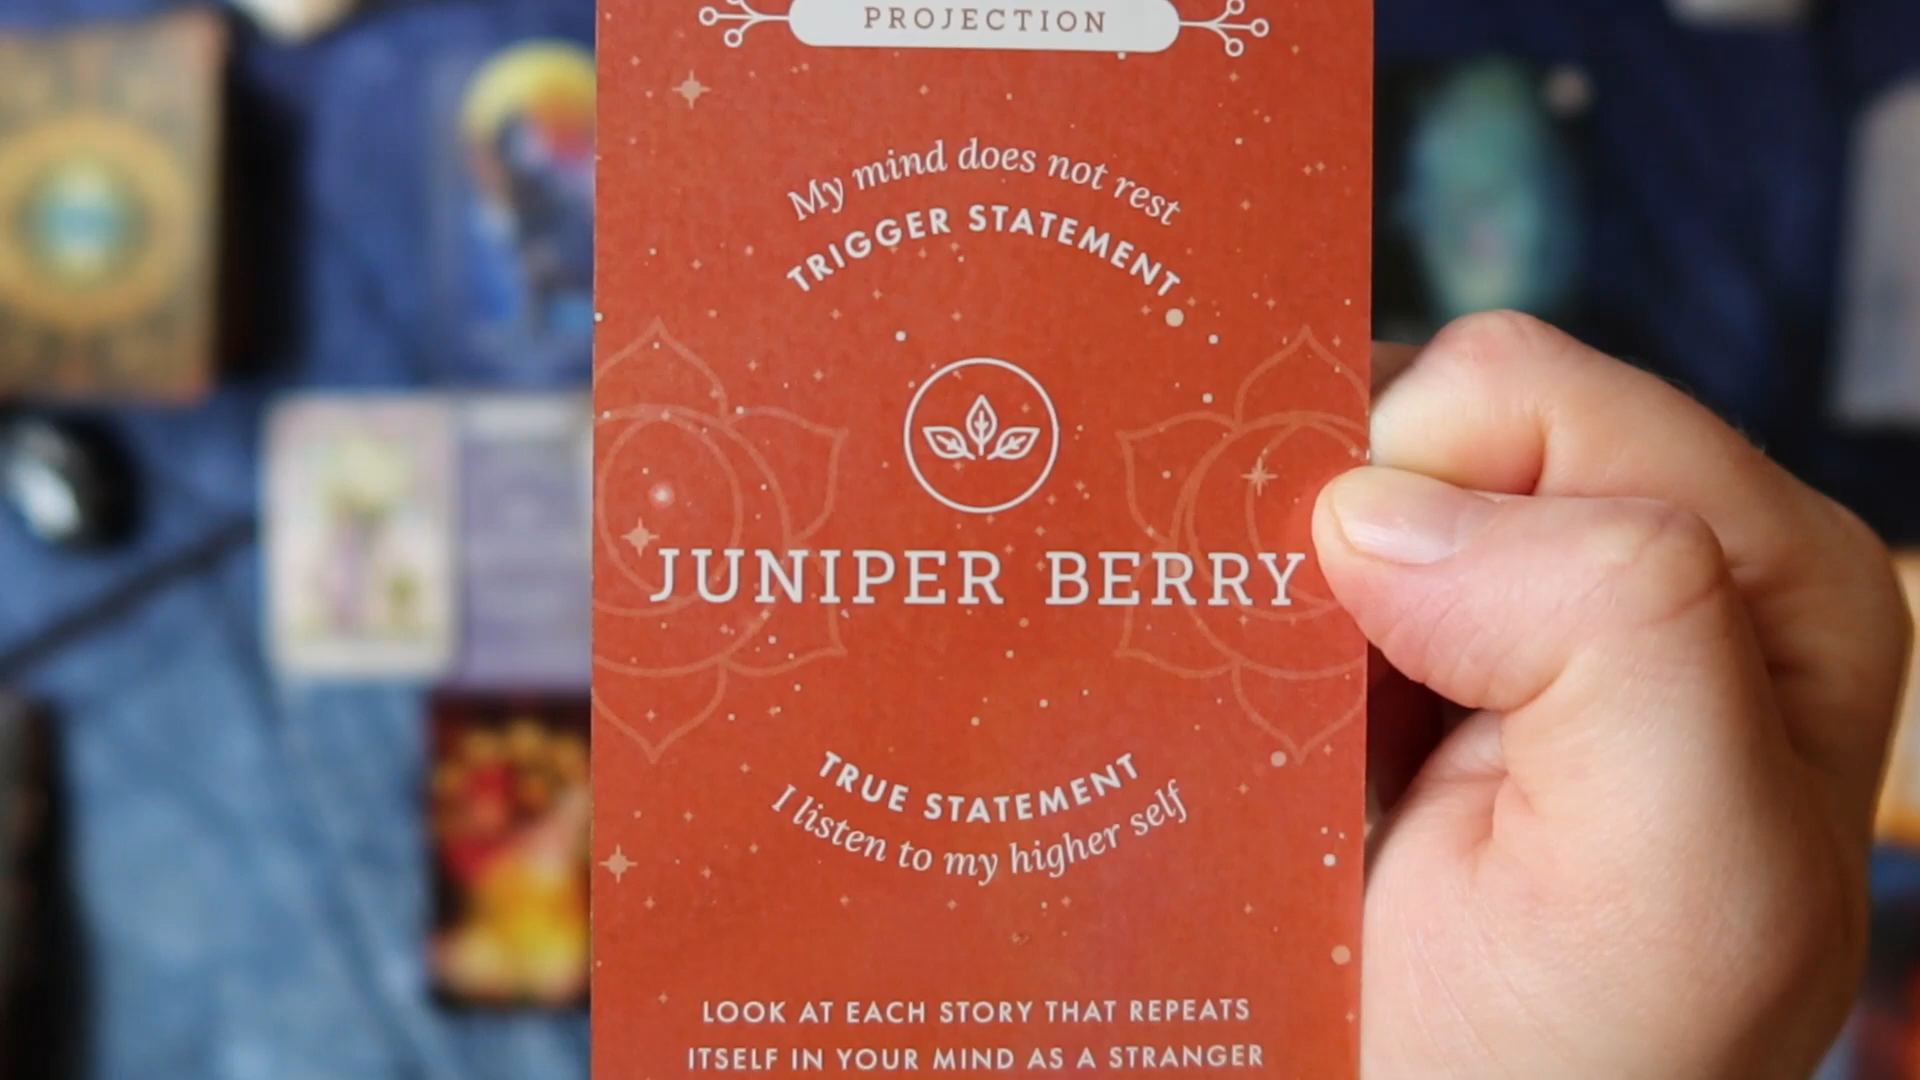 PROJECTION
My mind does not rest
TRIGGER STATEMENT
JUNIPER BERRY
TRUE STATEMENT
I listen to my higher self
LOOK AT EACH STORY THAT REPEATS
ITSELF IN YOUR MIND AS A STRANGER